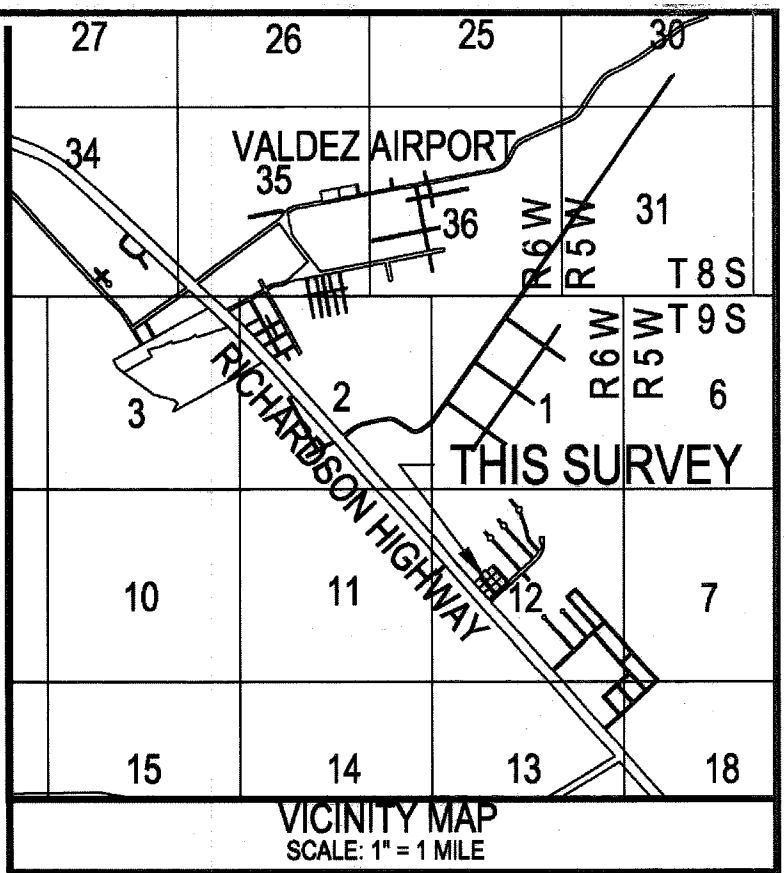 27
26
25
30
34
VALDEZ AIRPORT
35
36
R 6 W
R 5 W
31
T 8 S
T 9 S
R 6 W
R 5 W
3
2
1
6
RICHARDSON HIGHWAY
THIS SURVEY
10
11
12
7
15
14
13
18
VICINITY MAP
SCALE: 1" = 1 MILE